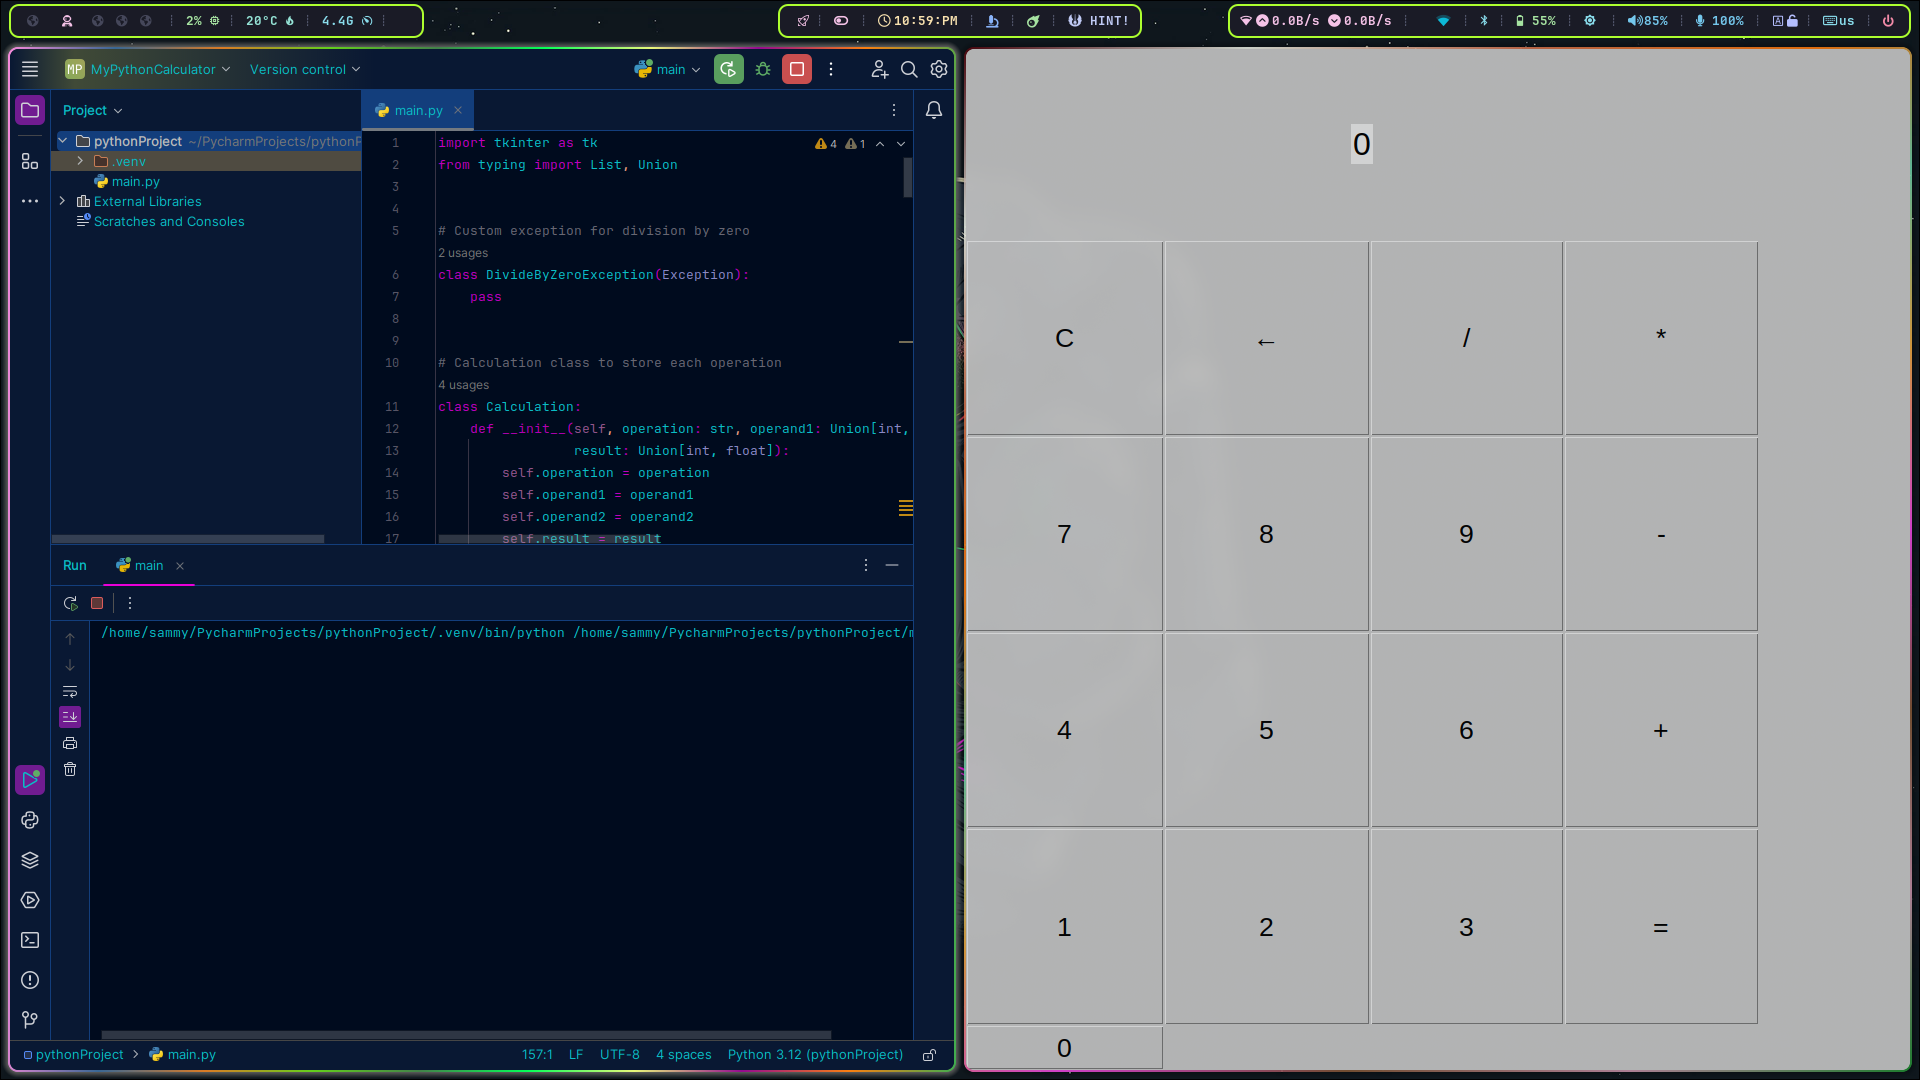 2% 20°C 4.4G
10:59:PM HINT!
0.0B/s 0.0B/s 55% 85% 100% A us
MP MyPythonCalculator Version control main
Project
main.py
pythonProject ~/PycharmProjects/pythonP
.venv
main.py
External Libraries
Scratches and Consoles
4 1
1 import tkinter as tk
2 from typing import List, Union
3
4
5 # Custom exception for division by zero
2 usages
6 class DivideByZeroException(Exception):
7 pass
8
9
10 # Calculation class to store each operation
4 usages
11 class Calculation:
12 def __init__(self, operation: str, operand1: Union[int,
13 result: Union[int, float]):
14 self.operation = operation
15 self.operand1 = operand1
16 self.operand2 = operand2
17 self.result = result
Run main
/home/sammy/PycharmProjects/pythonProject/.venv/bin/python /home/sammy/PycharmProjects/pythonProject/m
pythonProject main.py 157:1 LF UTF-8 4 spaces Python 3.12 (pythonProject)
0
C ← / *
7 8 9 -
4 5 6 +
1 2 3 =
0